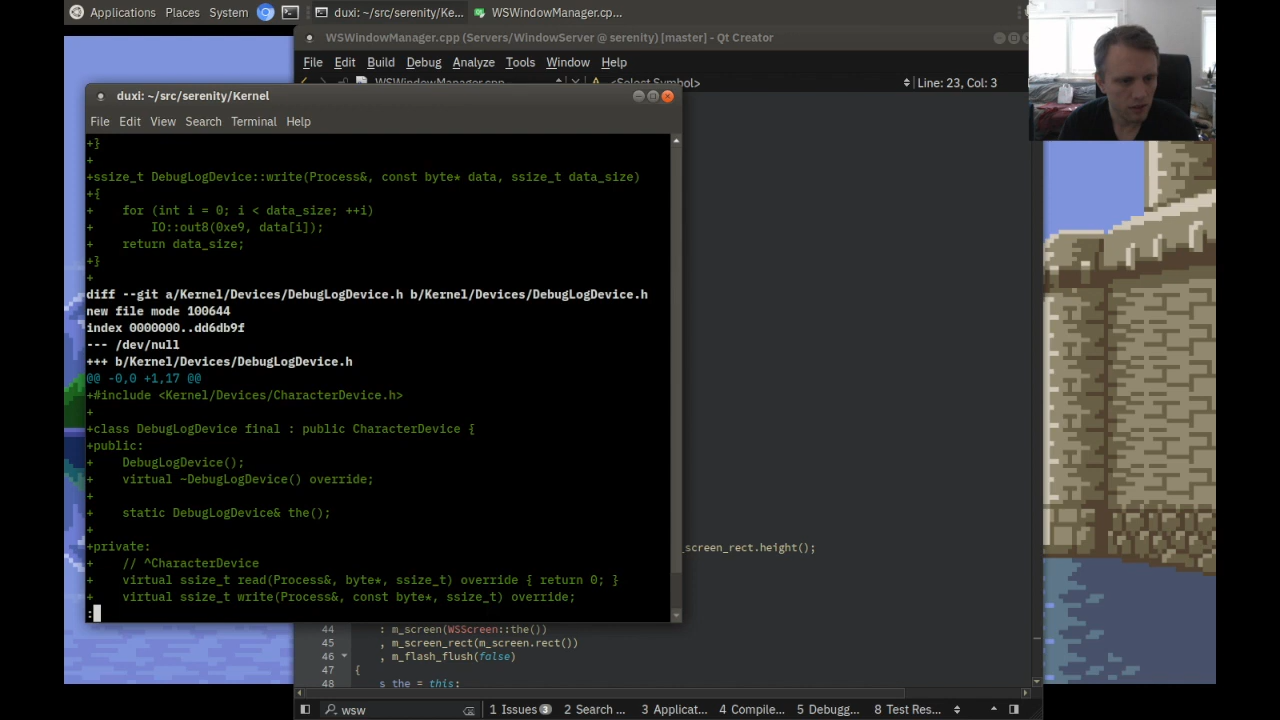 Applications Places System duxi: ~/src/serenity/Ke... WSWindowManager.cp...
WSWindowManager.cpp (Servers/WindowServer @ serenity) [master] - Qt Creator
File Edit Build Debug Analyze Tools Window Help
WSWindowManager.cpp <Select Symbol> Line: 23, Col: 3
duxi: ~/src/serenity/Kernel
File Edit View Search Terminal Help
+}
+
+ssize_t DebugLogDevice::write(Process&, const byte* data, ssize_t data_size)
+{
+    for (int i = 0; i < data_size; ++i)
+        IO::out8(0xe9, data[i]);
+    return data_size;
+}
+
diff --git a/Kernel/Devices/DebugLogDevice.h b/Kernel/Devices/DebugLogDevice.h
new file mode 100644
index 0000000..dd6db9f
--- /dev/null
+++ b/Kernel/Devices/DebugLogDevice.h
@@ -0,0 +1,17 @@
+#include <Kernel/Devices/CharacterDevice.h>
+
+class DebugLogDevice final : public CharacterDevice {
+public:
+    DebugLogDevice();
+    virtual ~DebugLogDevice() override;
+
+    static DebugLogDevice& the();
+
+private:
+    // ^CharacterDevice
+    virtual ssize_t read(Process&, byte*, ssize_t) override { return 0; }
+    virtual ssize_t write(Process&, const byte*, ssize_t) override;
:
_screen_rect.height();
44 : m_screen(WSScreen::the())
45 , m_screen_rect(m_screen.rect())
46 , m_flash_flush(false)
47 {
48 s the = this;
wsw 1 Issues 3 2 Search ... 3 Applicat... 4 Compile... 5 Debugg... 8 Test Res...